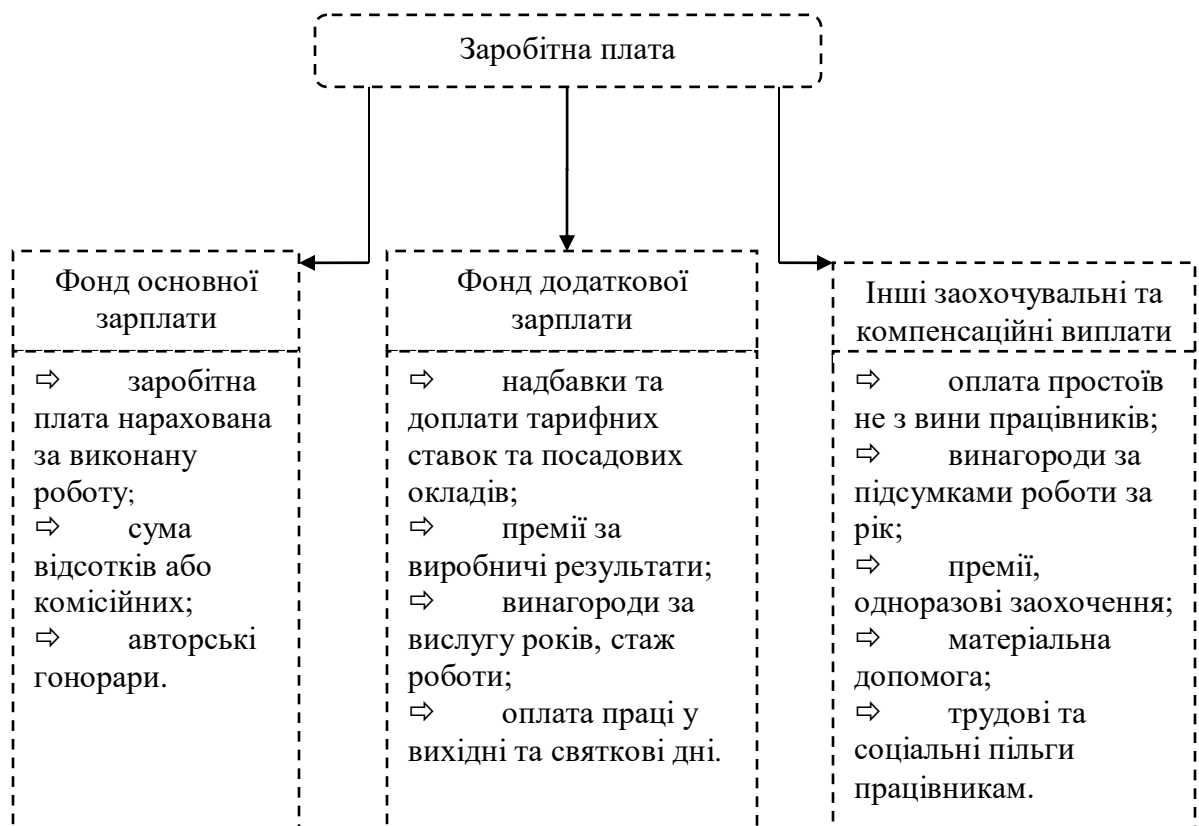 Заробітна плата
Фонд основної
зарплати
⇨ заробітна
плата нарахована
за виконану
роботу;
⇨ сума
відсотків або
комісійних;
⇨ авторські
гонорари.
Фонд додаткової
зарплати
⇨ надбавки та
доплати тарифних
ставок та посадових
окладів;
⇨ премії за
виробничі результати;
⇨ винагороди за
вислугу років, стаж
роботи;
⇨ оплата праці у
вихідні та святкові дні.
Інші заохочувальні та
компенсаційні виплати
⇨ оплата простоїв
не з вини працівників;
⇨ винагороди за
підсумками роботи за
рік;
⇨ премії,
одноразові заохочення;
⇨ матеріальна
допомога;
⇨ трудові та
соціальні пільги
працівникам.